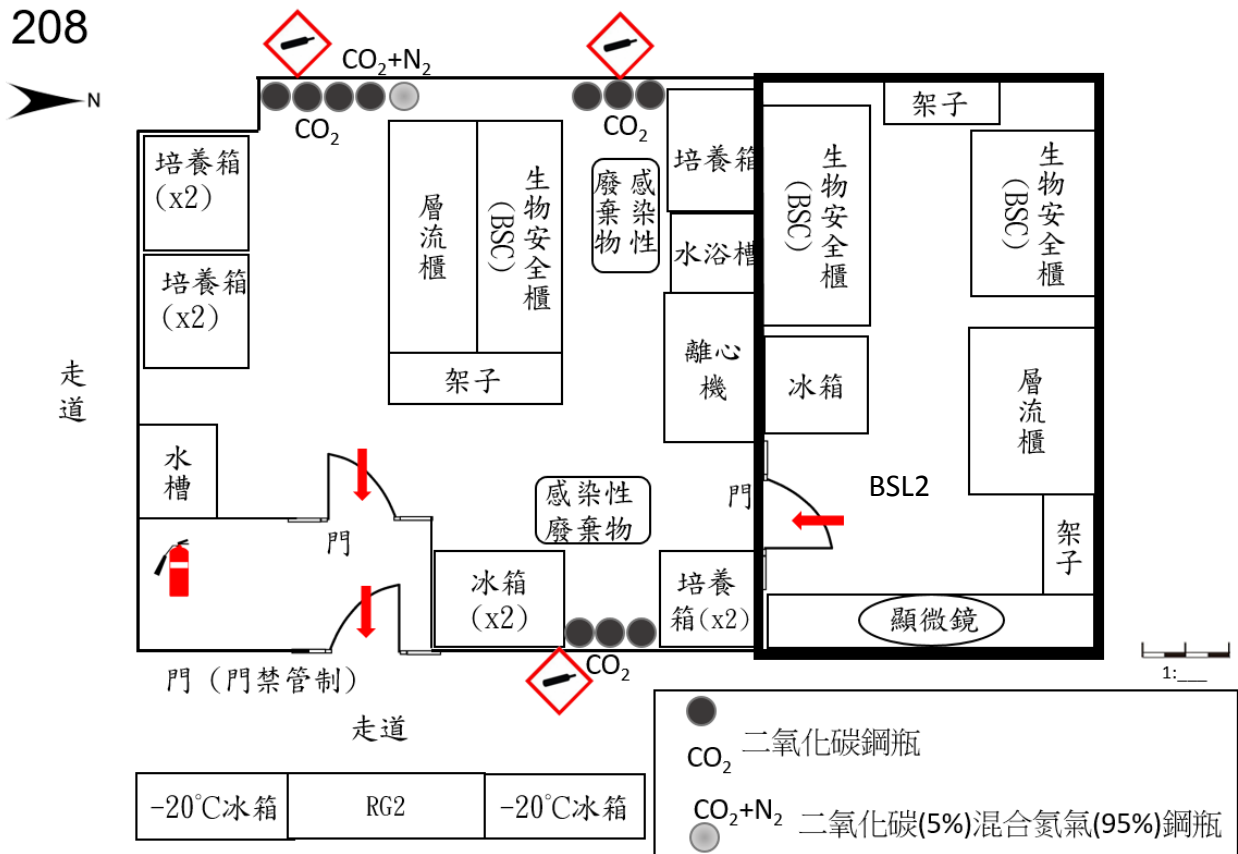 208
N
CO₂+N₂
CO₂
CO₂
培養箱
(x2)
培養箱
(x2)
層流櫃
生物安全櫃
(BSC)
架子
感染性
廢棄物
培養箱
水浴槽
離心
機
生物安全櫃
(BSC)
架子
生物安全櫃
(BSC)
冰箱
層流櫃
BSL2
架子
顯微鏡
走道
水槽
門
感染性
廢棄物
門
冰箱
(x2)
培養
箱(x2)
CO₂
門（門禁管制）
走道
-20℃冰箱
RG2
-20℃冰箱
1:___
CO₂ 二氧化碳鋼瓶
CO₂+N₂ 二氧化碳(5%)混合氮氣(95%)鋼瓶